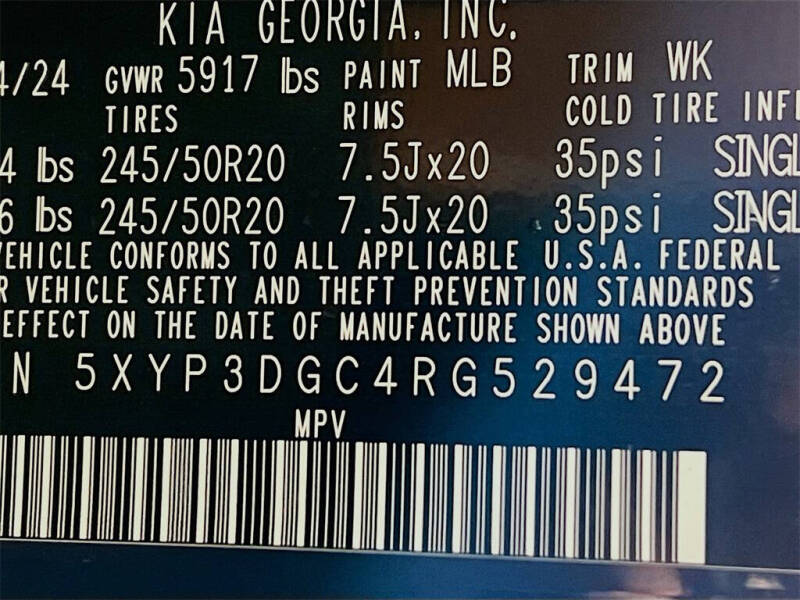 KIA GEORGIA, INC.
4/24 GVWR 5917 lbs PAINT MLB TRIM WK
TIRES RIMS COLD TIRE INFL
4 lbs 245/50R20 7.5Jx20 35psi SINGL
6 lbs 245/50R20 7.5Jx20 35psi SINGL
VEHICLE CONFORMS TO ALL APPLICABLE U.S.A. FEDERAL
R VEHICLE SAFETY AND THEFT PREVENTION STANDARDS
EFFECT ON THE DATE OF MANUFACTURE SHOWN ABOVE
N 5XYP3DGC4RG529472
MPV